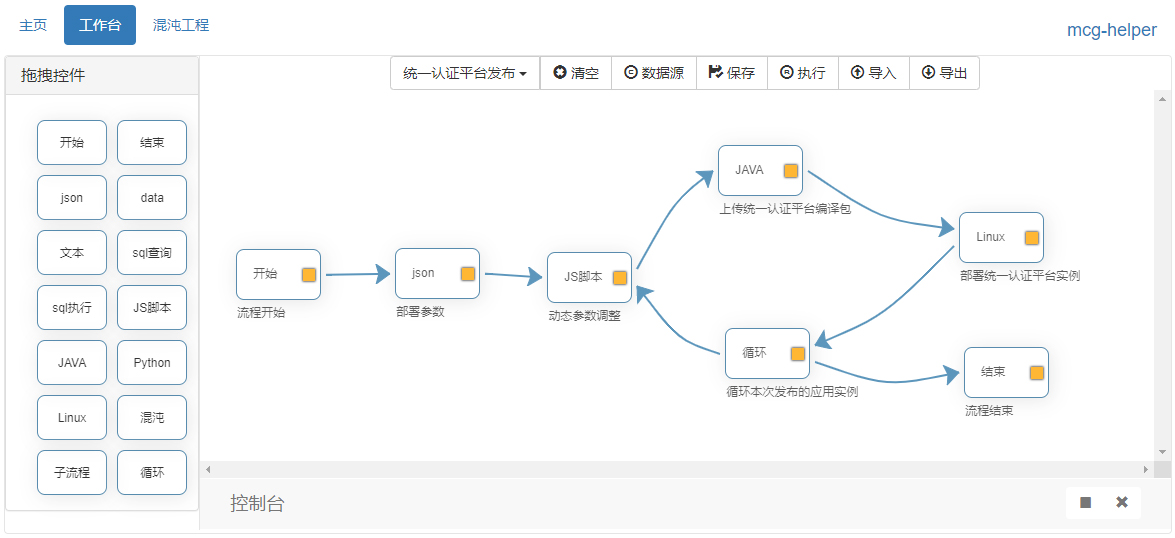 主页 工作台 混沌工程 mcg-helper
拖拽控件
统一认证平台发布 清空 数据源 保存 执行 导入 导出
开始 结束
json data
文本 sql查询
sql执行 JS脚本
JAVA Python
Linux 混沌
子流程 循环
JAVA
上传统一认证平台编译包
Linux
部署统一认证平台实例
开始
流程开始
json
部署参数
JS脚本
动态参数调整
循环
循环本次发布的应用实例
结束
流程结束
控制台